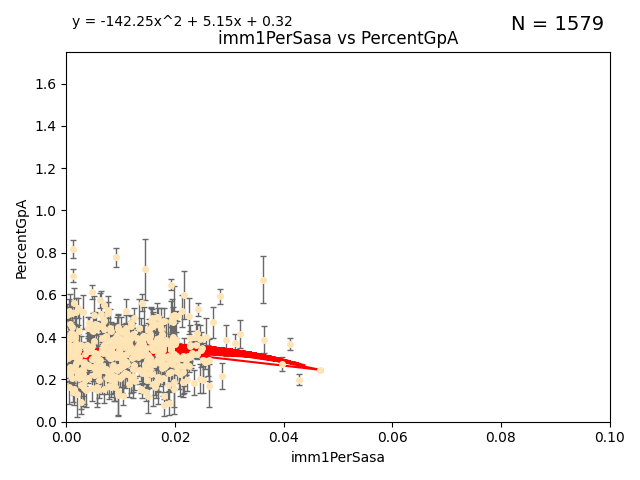 y = -142.25x^2 + 5.15x + 0.32
N = 1579
imm1PerSasa vs PercentGpA
PercentGpA
1.6
1.4
1.2
1.0
0.8
0.6
0.4
0.2
0.0
0.00 0.02 0.04 0.06 0.08 0.10
imm1PerSasa